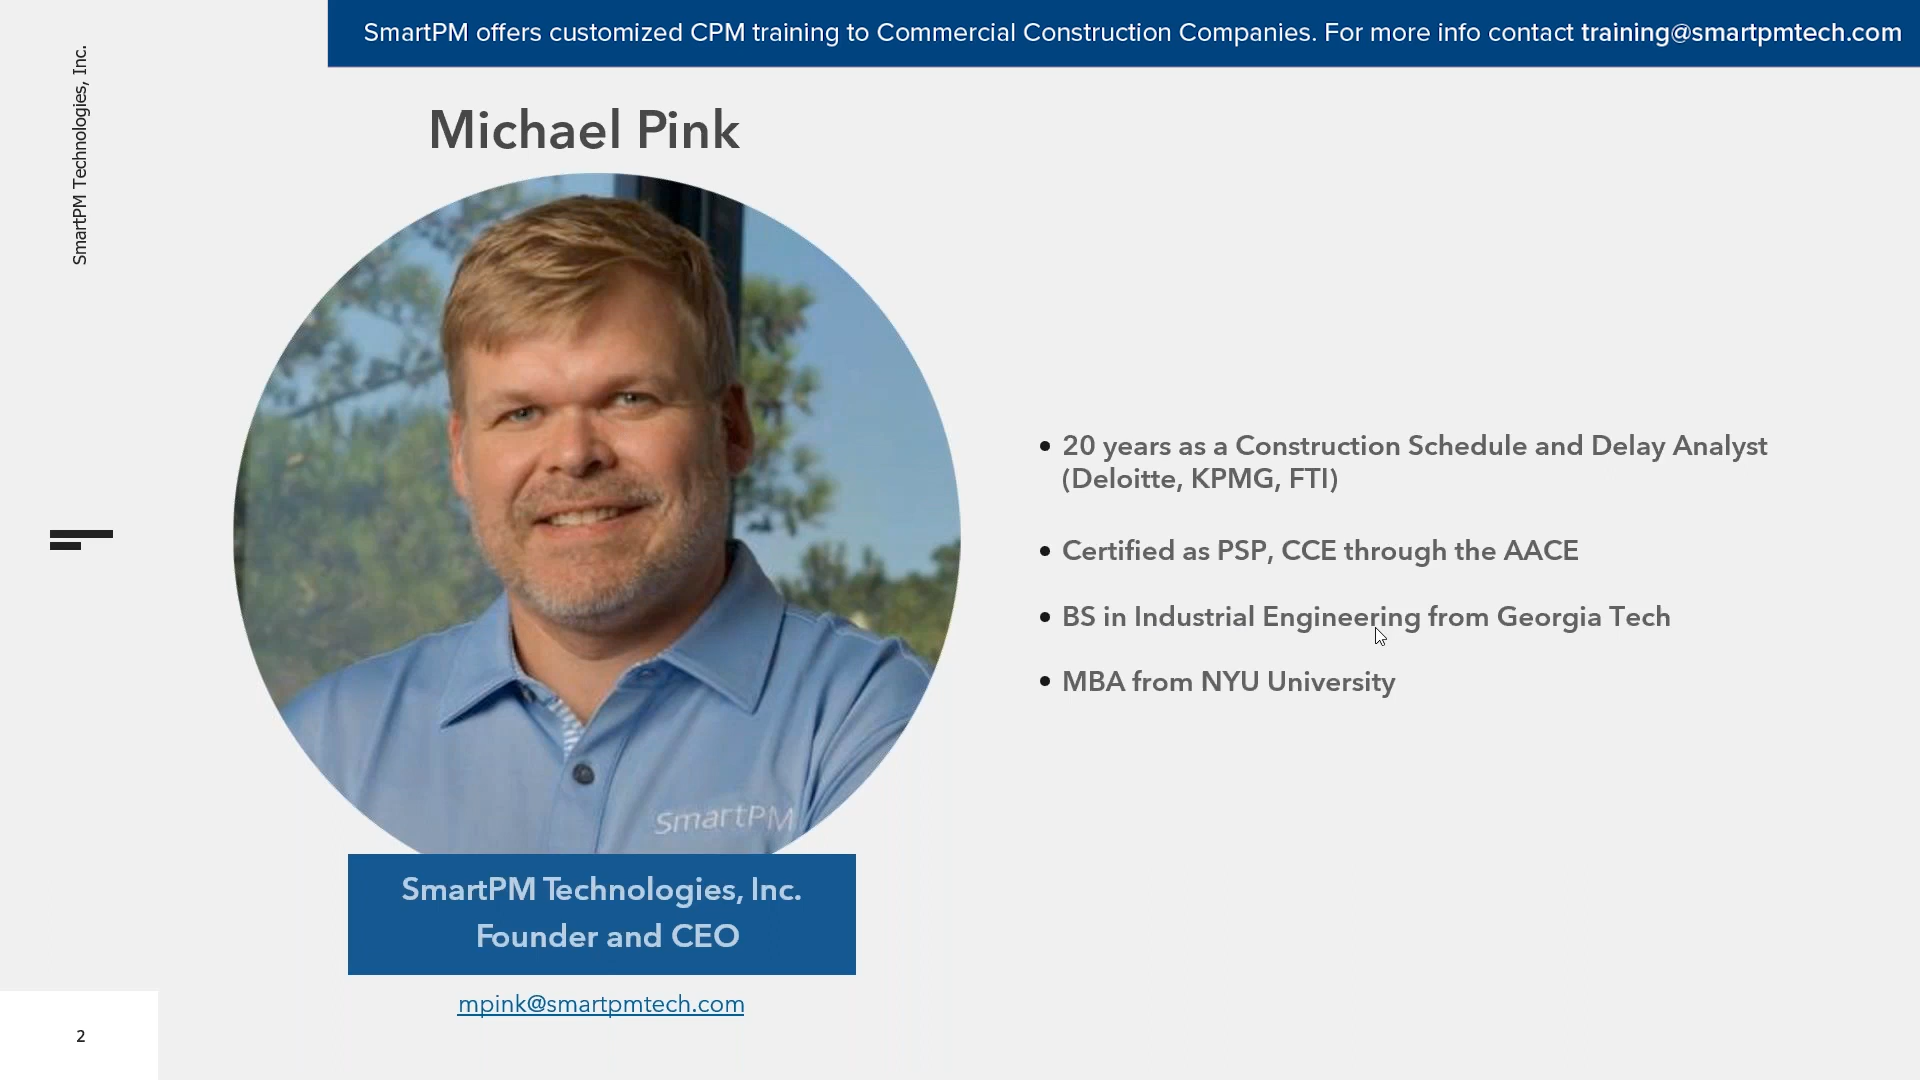 SmartPM offers customized CPM training to Commercial Construction Companies. For more info contact training@smartpmtech.com
SmartPM Technologies, Inc.
Michael Pink
SmartPM
SmartPM Technologies, Inc.
Founder and CEO
mpink@smartpmtech.com
• 20 years as a Construction Schedule and Delay Analyst
(Deloitte, KPMG, FTI)
• Certified as PSP, CCE through the AACE
• BS in Industrial Engineering from Georgia Tech
• MBA from NYU University
2